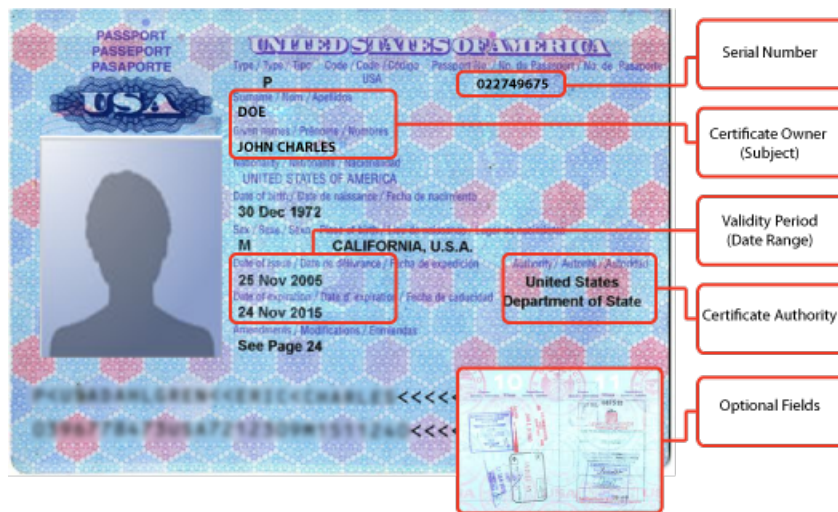 PASSPORT
PASSEPORT
PASAPORTE
USA
UNITED STATES OF AMERICA
Type / Type / Tipo Code / Code / Código Passport No. / No. du Passeport / No. de Pasaporte
P USA 022749675
Surname / Nom / Apellidos
DOE
Given names / Prénoms / Nombres
JOHN CHARLES
Nationality / Nationalité / Nacionalidad
UNITED STATES OF AMERICA
Date of birth / Date de naissance / Fecha de nacimiento
30 Dec 1972
Sex / Sexe / Sexo Place of birth / Lieu de naissance / Lugar de nacimiento
M CALIFORNIA, U.S.A.
Date of issue / Date de délivrance / Fecha de expedición
25 Nov 2005
Date of expiration / Date d' expiration / Fecha de caducidad
24 Nov 2015
Amendments / Modifications / Enmiendas
See Page 24
Authority / Autorité / Autoridad
United States
Department of State
<<<<<
<<<<
10 11
Serial Number
Certificate Owner
(Subject)
Validity Period
(Date Range)
Certificate Authority
Optional Fields